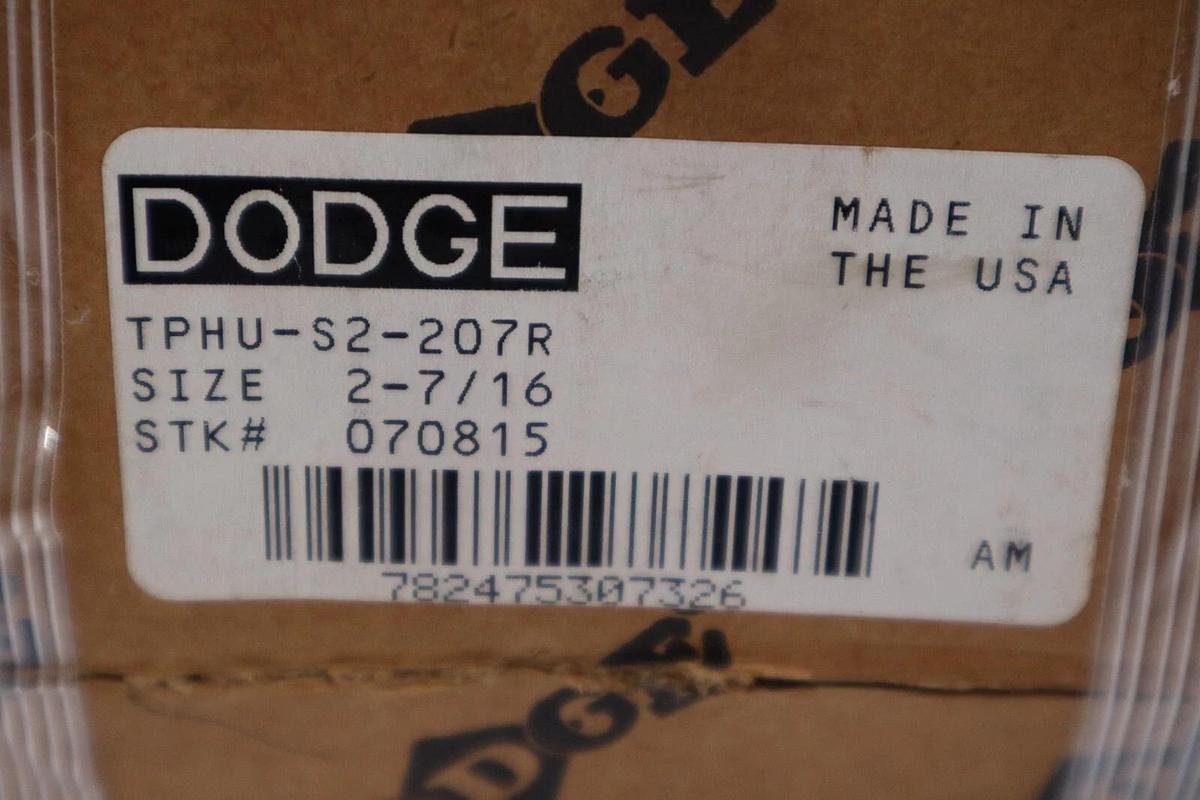 DODGE
MADE IN
THE USA
TPHU-S2-207R
SIZE 2-7/16
STK# 070815
AM
782475307326